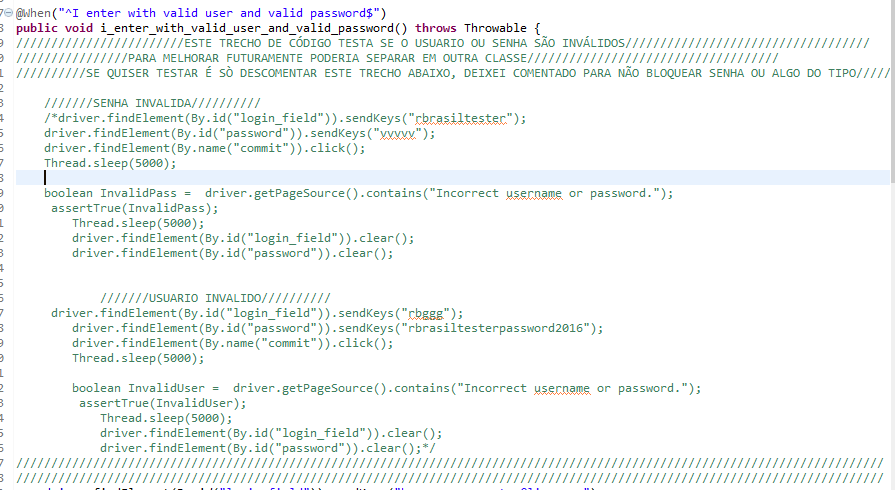 @When("^I enter with valid user and valid password$")
public void i_enter_with_valid_user_and_valid_password() throws Throwable {
////////////////////////ESTE TRECHO DE CÓDIGO TESTA SE O USUARIO OU SENHA SÃO INVÁLIDOS///////////////////////////////////
////////////////PARA MELHORAR FUTURAMENTE PODERIA SEPARAR EM OUTRA CLASSE////////////////////////////////////
//////////SE QUISER TESTAR É SÒ DESCOMENTAR ESTE TRECHO ABAIXO, DEIXEI COMENTADO PARA NÃO BLOQUEAR SENHA OU ALGO DO TIPO/////
///////SENHA INVALIDA//////////
/*driver.findElement(By.id("login_field")).sendKeys("rbrasiltester");
driver.findElement(By.id("password")).sendKeys("vvvvv");
driver.findElement(By.name("commit")).click();
Thread.sleep(5000);
boolean InvalidPass =  driver.getPageSource().contains("Incorrect username or password.");
assertTrue(InvalidPass);
Thread.sleep(5000);
driver.findElement(By.id("login_field")).clear();
driver.findElement(By.id("password")).clear();
///////USUARIO INVALIDO//////////
driver.findElement(By.id("login_field")).sendKeys("rbggg");
driver.findElement(By.id("password")).sendKeys("rbrasiltesterpassword2016");
driver.findElement(By.name("commit")).click();
Thread.sleep(5000);
boolean InvalidUser =  driver.getPageSource().contains("Incorrect username or password.");
assertTrue(InvalidUser);
Thread.sleep(5000);
driver.findElement(By.id("login_field")).clear();
driver.findElement(By.id("password")).clear();*/
////////////////////////////////////////////////////////////////////////////////////////////////////////////////////////////
////////////////////////////////////////////////////////////////////////////////////////////////////////////////////////////